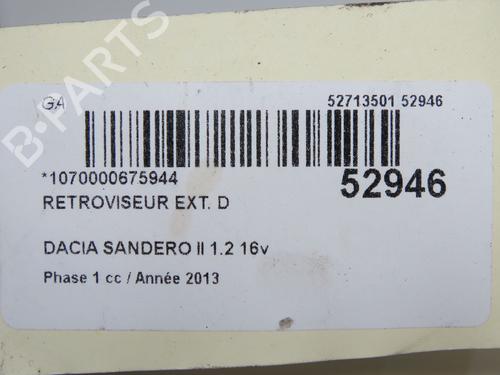 B-PARTS
GA
52713501 52946
*1070000675944
52946
RETROVISEUR EXT. D
DACIA SANDERO II 1.2 16v
Phase 1 cc / Année 2013